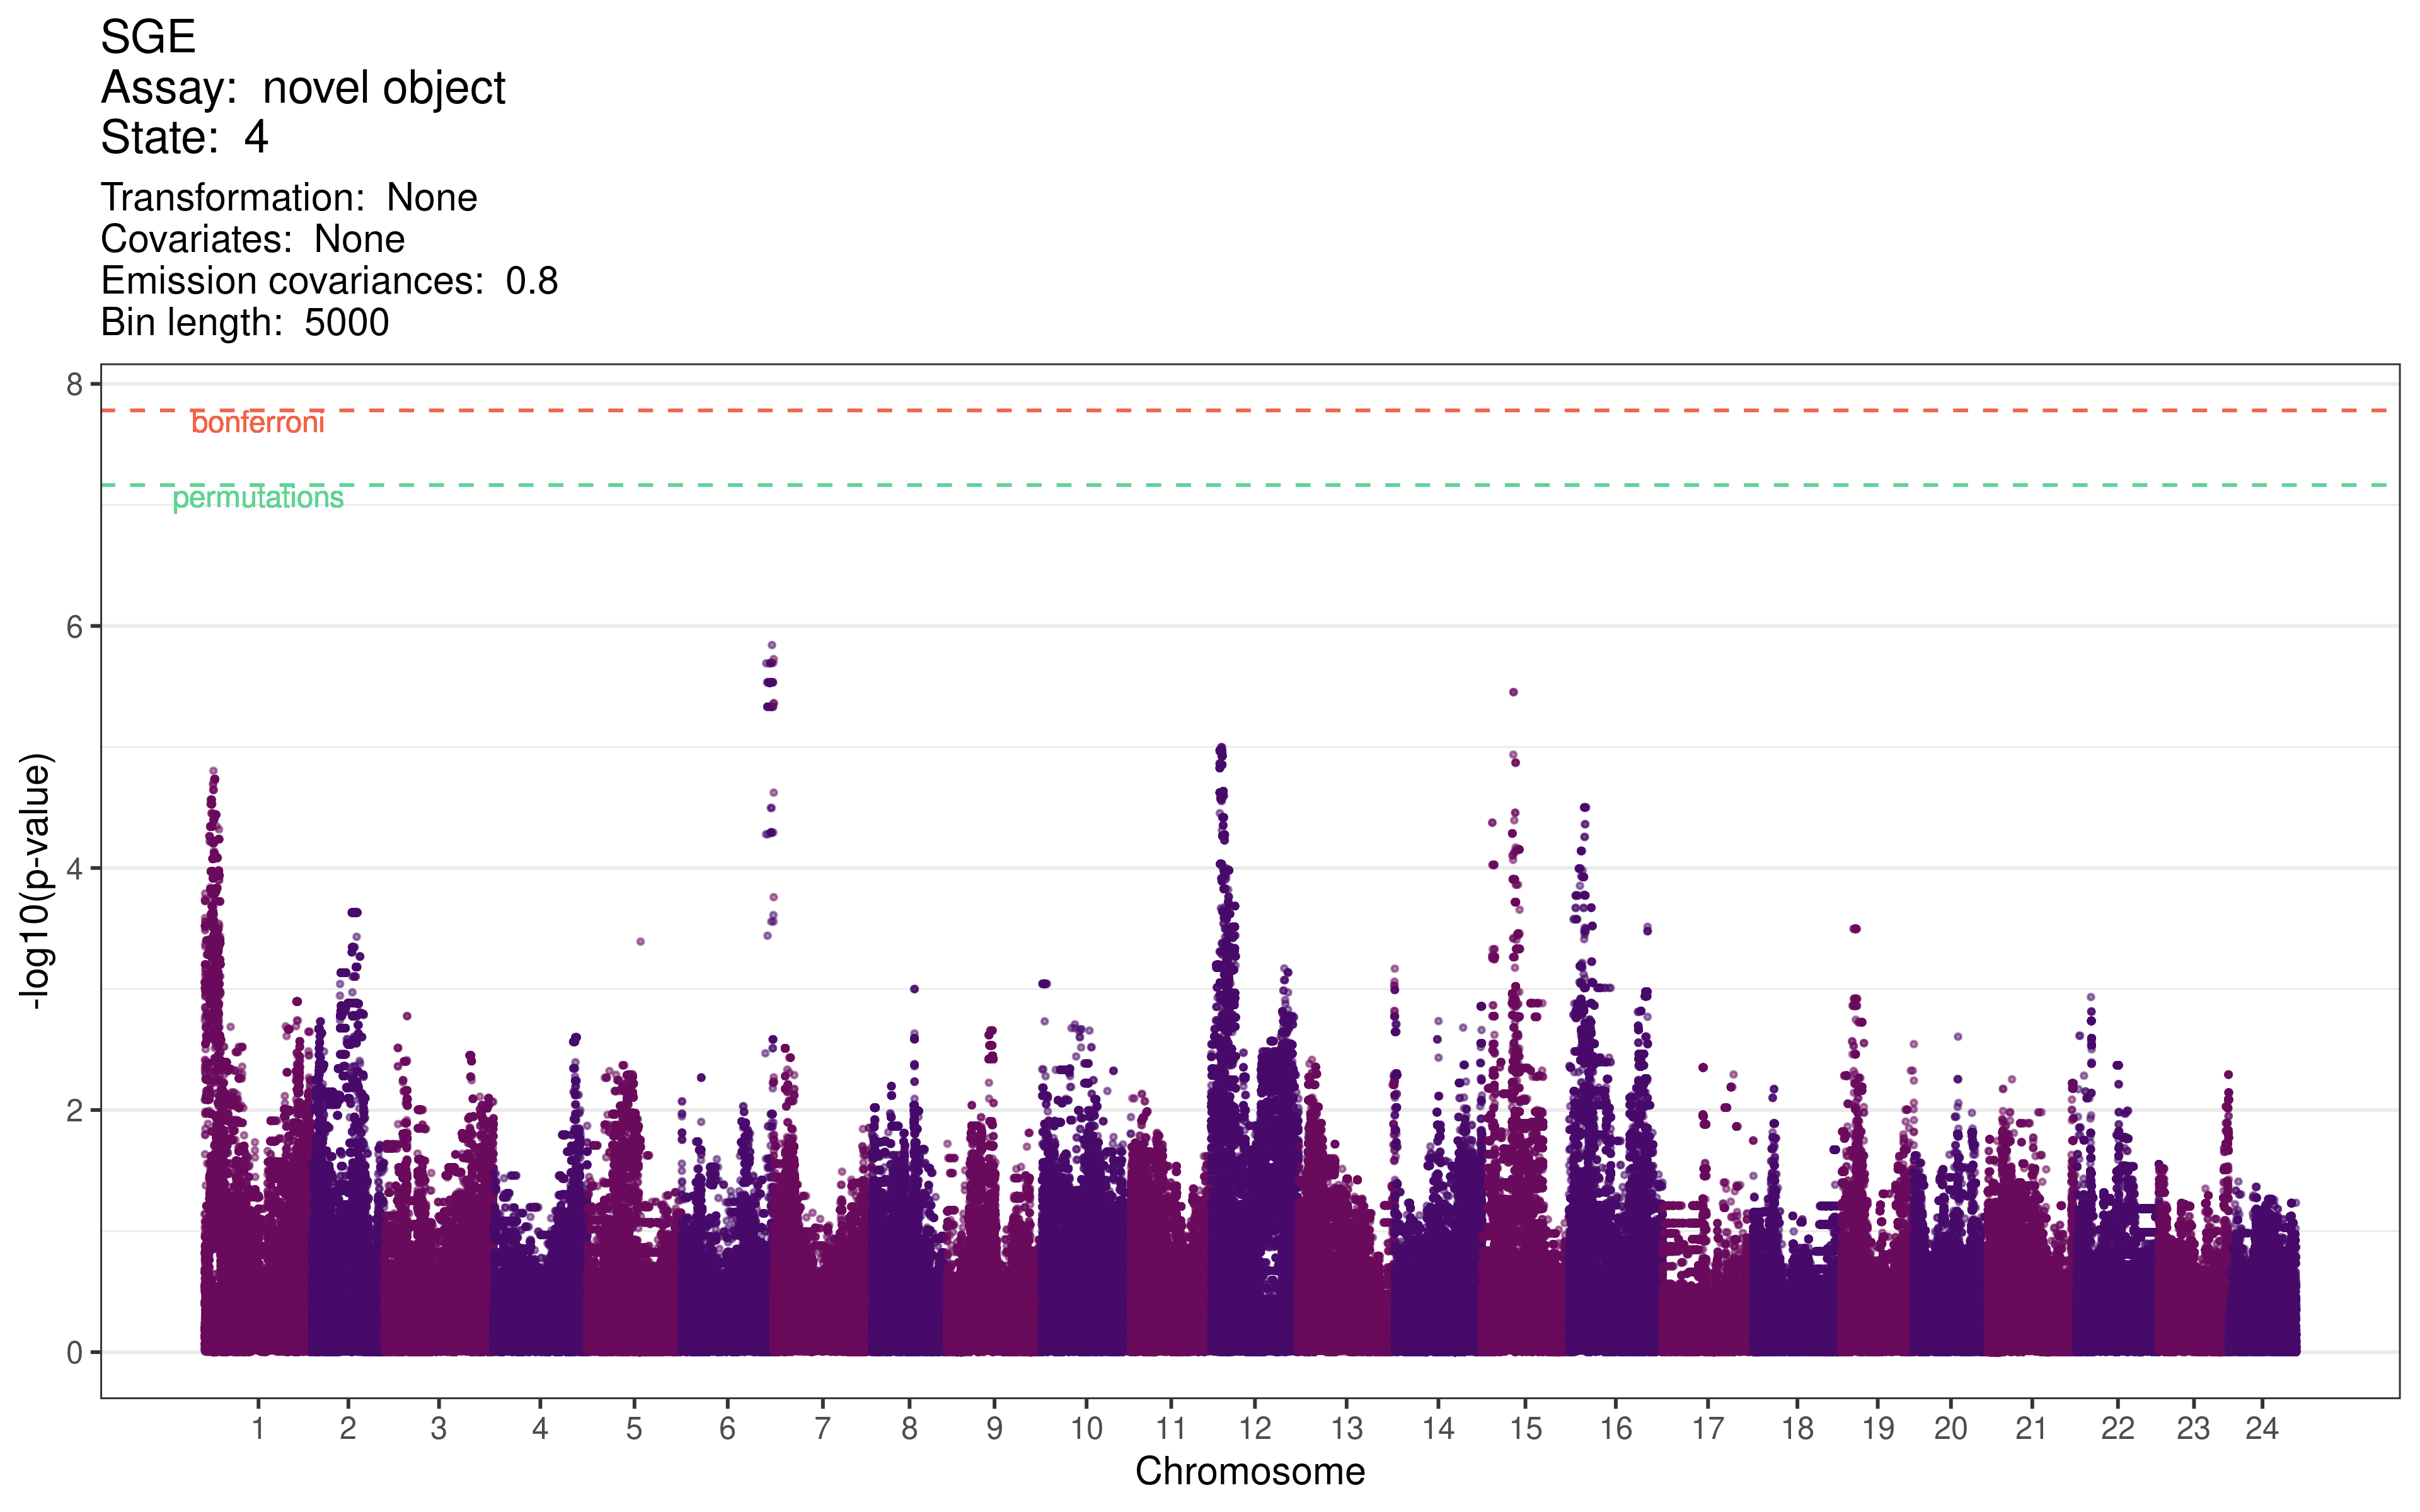 SGE
Assay: novel object
State: 4
Transformation: None
Covariates: None
Emission covariances: 0.8
Bin length: 5000
8
bonferroni
permutations
6
4
2
0
-log10(p-value)
1 2 3 4 5 6 7 8 9 10 11 12 13 14 15 16 17 18 19 20 21 22 23 24
Chromosome